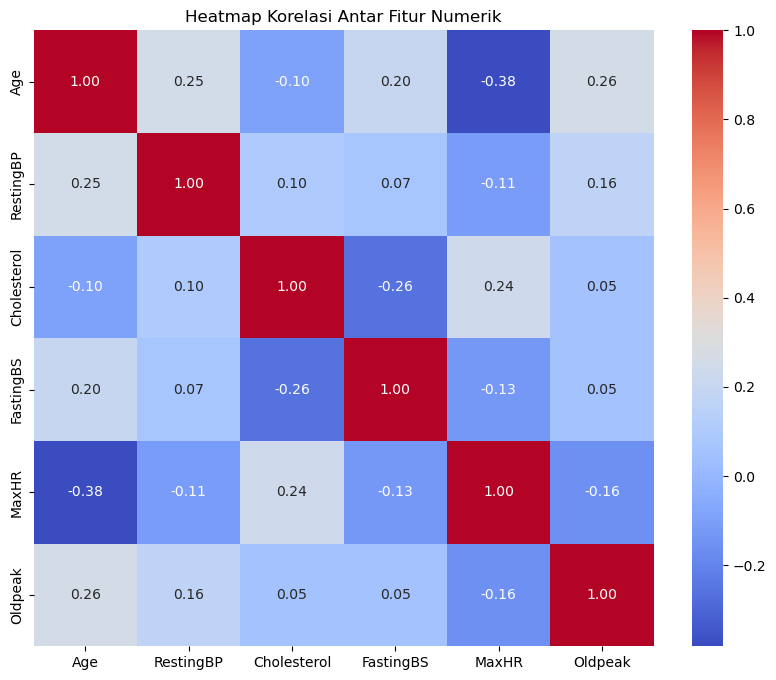 Heatmap Korelasi Antar Fitur Numerik
Age 1.00 0.25 -0.10 0.20 -0.38 0.26
RestingBP 0.25 1.00 0.10 0.07 -0.11 0.16
Cholesterol -0.10 0.10 1.00 -0.26 0.24 0.05
FastingBS 0.20 0.07 -0.26 1.00 -0.13 0.05
MaxHR -0.38 -0.11 0.24 -0.13 1.00 -0.16
Oldpeak 0.26 0.16 0.05 0.05 -0.16 1.00
Age RestingBP Cholesterol FastingBS MaxHR Oldpeak
1.0
0.8
0.6
0.4
0.2
0.0
−0.2